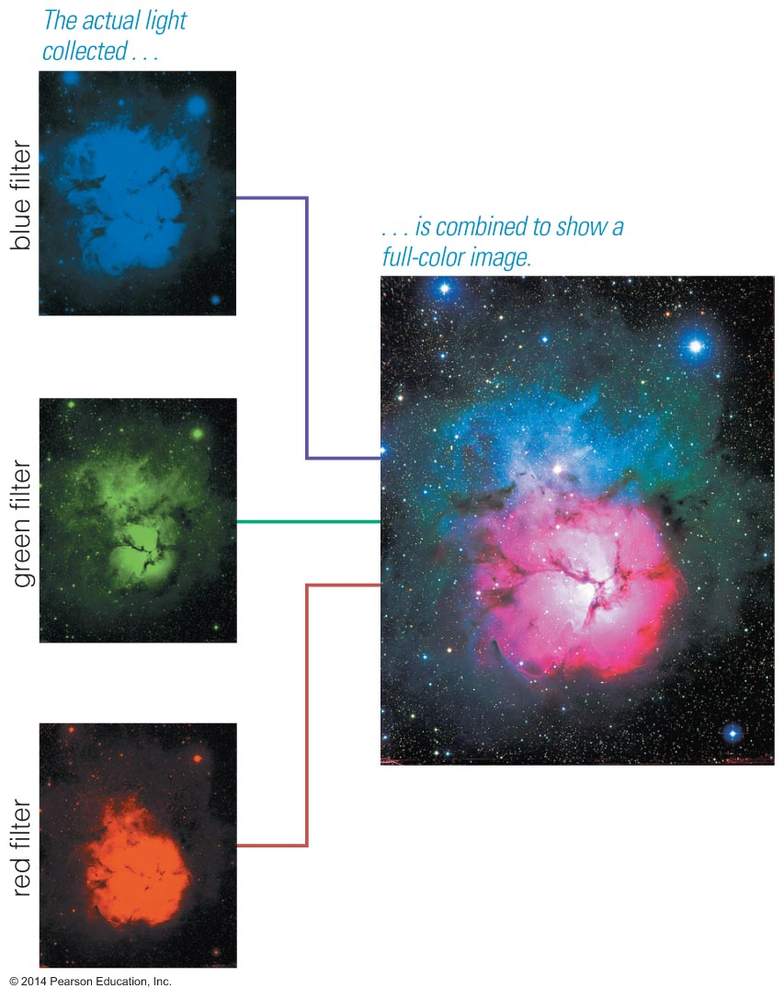 The actual light
collected . . .
blue filter
. . . is combined to show a
full-color image.
green filter
red filter
© 2014 Pearson Education, Inc.